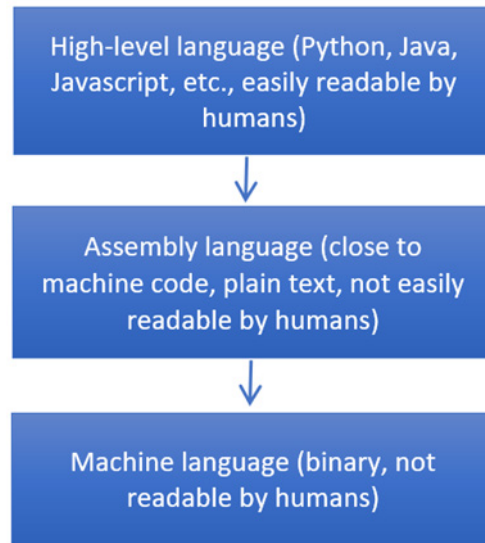 High-level language (Python, Java,
Javascript, etc., easily readable by
humans)
Assembly language (close to
machine code, plain text, not easily
readable by humans)
Machine language (binary, not
readable by humans)